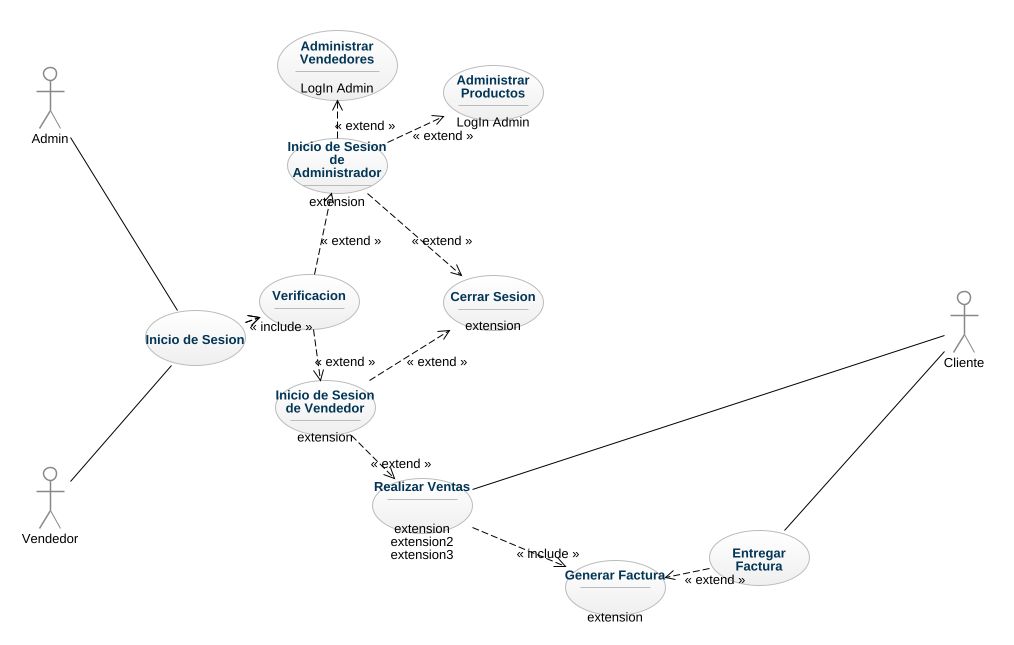 Administrar
Vendedores
LogIn Admin
Administrar
Productos
LogIn Admin
« extend »
« extend »
Admin
Inicio de Sesion
de
Administrador
extension
« extend »
« extend »
Verificacion
Cerrar Sesion
extension
« include »
Inicio de Sesion
« extend »
« extend »
Cliente
Inicio de Sesion
de Vendedor
extension
« extend »
Realizar Ventas
extension
extension2
extension3
Vendedor
« include »
Entregar
Factura
« extend »
Generar Factura
extension